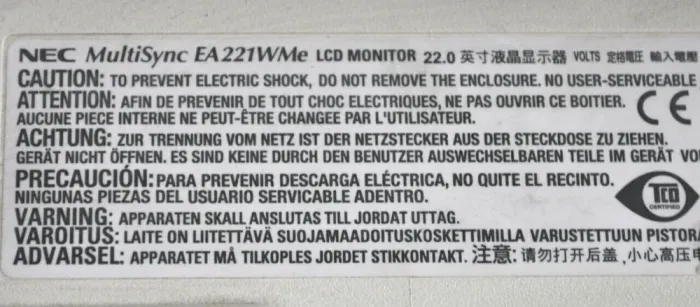 NEC MultiSync EA221WMe LCD MONITOR 22.0 英寸液晶显示器 VOLTS 定格電圧 輸入電壓
CAUTION: TO PREVENT ELECTRIC SHOCK, DO NOT REMOVE THE ENCLOSURE. NO USER-SERVICEABLE
ATTENTION: AFIN DE PREVENIR DE TOUT CHOC ELECTRIQUES, NE PAS OUVRIR CE BOITIER.
AUCUNE PIECE INTERNE NE PEUT-ÊTRE CHANGEE PAR L'UTILISATEUR.
CE
ACHTUNG: ZUR TRENNUNG VOM NETZ IST DER NETZSTECKER AUS DER STECKDOSE ZU ZIEHEN.
GERÄT NICHT ÖFFNEN. ES SIND KEINE DURCH DEN BENUTZER AUSWECHSELBAREN TEILE IM GERÄT VO
PRECAUCIÓN: PARA PREVENIR DESCARGA ELÉCTRICA, NO QUITE EL RECINTO.
NINGUNAS PIEZAS DEL USUARIO SERVICABLE ADENTRO.
TCO
CERTIFIED
VARNING: APPARATEN SKALL ANSLUTAS TILL JORDAT UTTAG.
VAROITUS: LAITE ON LIITETTÄVÄ SUOJAMAADOITUSKOSKETTIMILLA VARUSTETTUUN PISTORA
ADVARSEL: APPARATET MÅ TILKOPLES JORDET STIKKONTAKT. 注意: 请勿打开后盖, 小心高压电